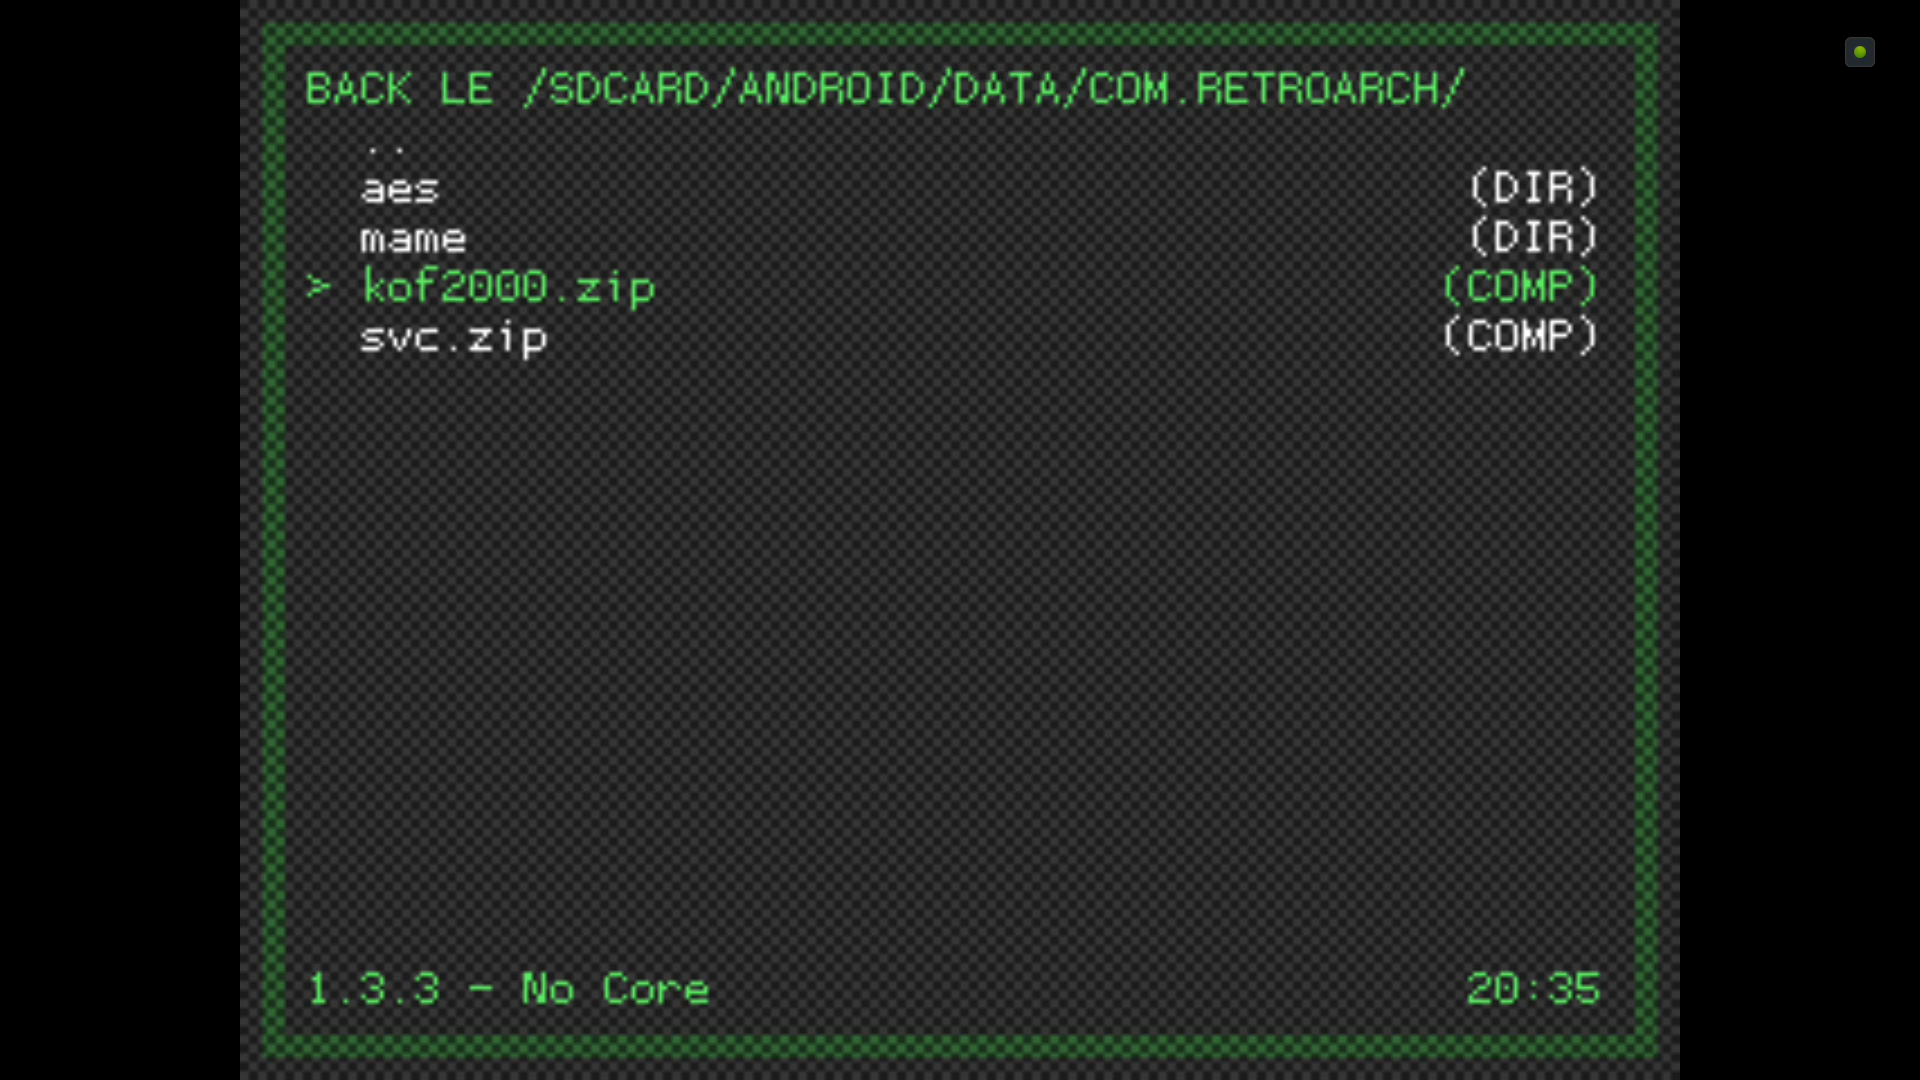 BACK LE /SDCARD/ANDROID/DATA/COM.RETROARCH/
..
aes (DIR)
mame (DIR)
> kof2000.zip (COMP)
svc.zip (COMP)
1.3.3 - No Core 20:35